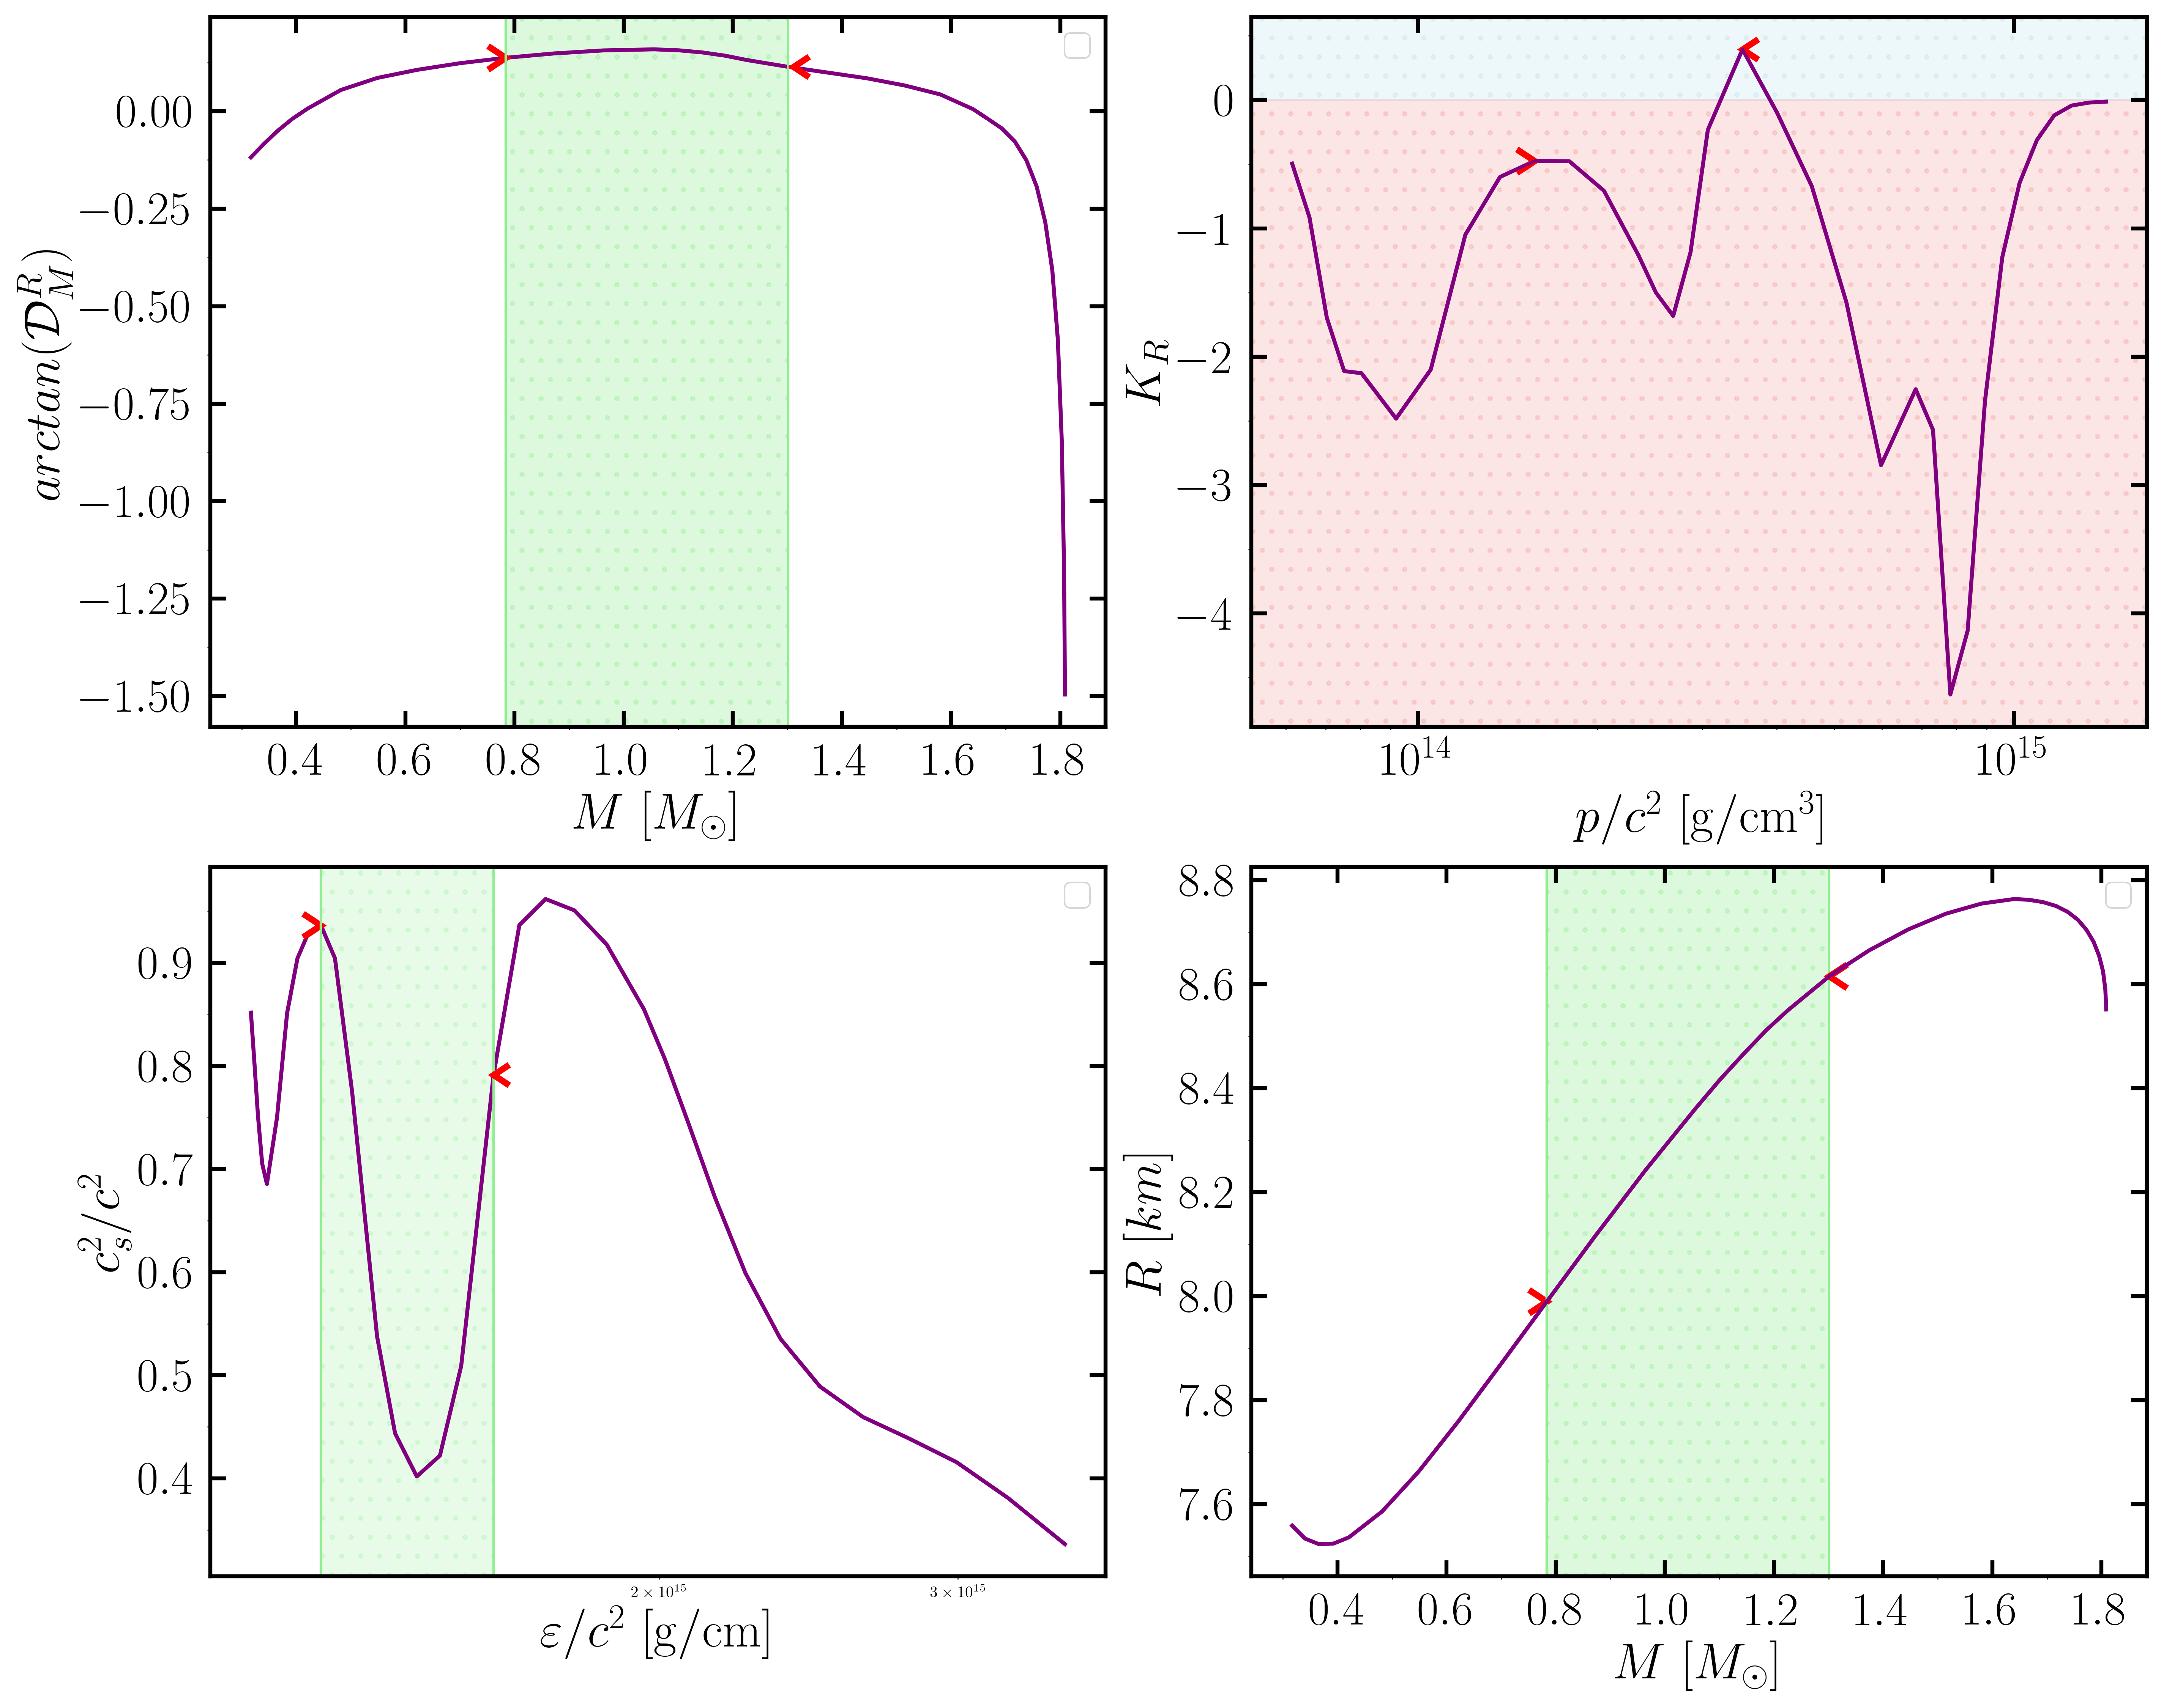 arctan(𝒟_M^R)
0.00
−0.25
−0.50
−0.75
−1.00
−1.25
−1.50
0.4 0.6 0.8 1.0 1.2 1.4 1.6 1.8
M [M_⊙]
K_R
0
−1
−2
−3
−4
10^14 10^15
p/c^2 [g/cm^3]
c_s^2/c^2
0.9
0.8
0.7
0.6
0.5
0.4
2 × 10^15 3 × 10^15
ε/c^2 [g/cm]
R [km]
8.8
8.6
8.4
8.2
8.0
7.8
7.6
0.4 0.6 0.8 1.0 1.2 1.4 1.6 1.8
M [M_⊙]